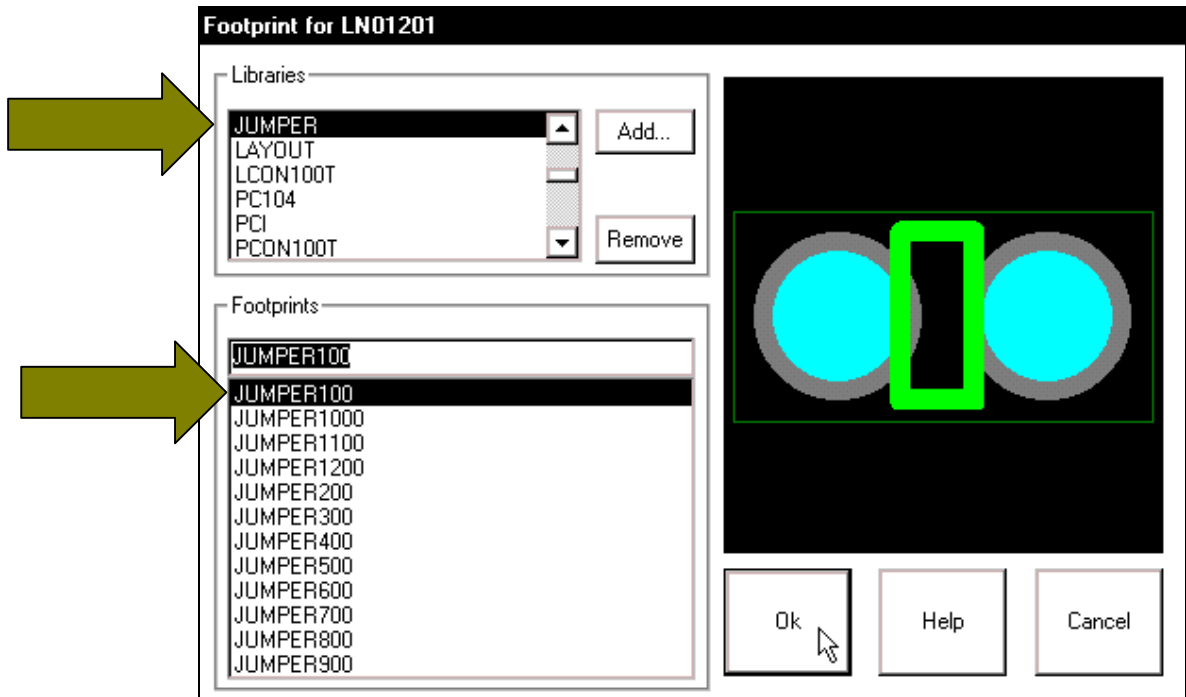 Footprint for LN01201
Libraries
JUMPER
LAYOUT
LCON100T
PC104
PCI
PCON100T
Add...
Remove
Footprints
JUMPER100
JUMPER100
JUMPER1000
JUMPER1100
JUMPER1200
JUMPER200
JUMPER300
JUMPER400
JUMPER500
JUMPER600
JUMPER700
JUMPER800
JUMPER900
Ok
Help
Cancel